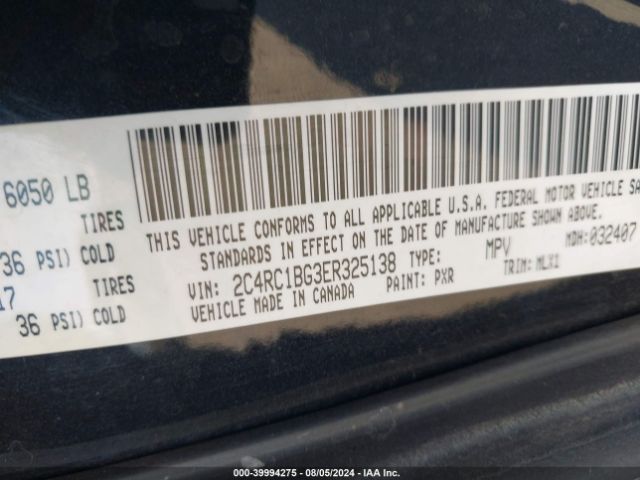 6050 LB
TIRES
36 PSI) COLD
17 TIRES
36 PSI) COLD
THIS VEHICLE CONFORMS TO ALL APPLICABLE U.S.A. FEDERAL MOTOR VEHICLE SA
STANDARDS IN EFFECT ON THE DATE OF MANUFACTURE SHOWN ABOVE.
VIN: 2C4RC1BG3ER325138 TYPE: MPV MDH:032407
VEHICLE MADE IN CANADA PAINT: PXR TRIM: MLX1
000-39994275 - 08/05/2024 - IAA Inc.